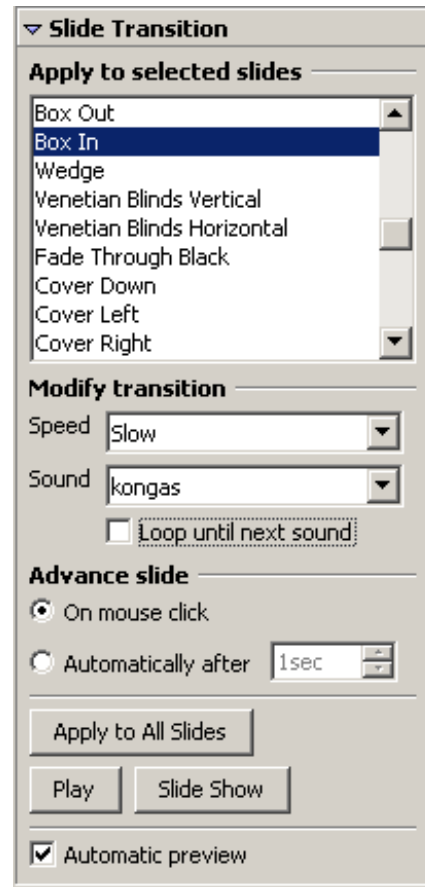 Slide Transition
Apply to selected slides
Box Out
Box In
Wedge
Venetian Blinds Vertical
Venetian Blinds Horizontal
Fade Through Black
Cover Down
Cover Left
Cover Right
Modify transition
Speed Slow
Sound kongas
Loop until next sound
Advance slide
On mouse click
Automatically after 1sec
Apply to All Slides
Play Slide Show
Automatic preview